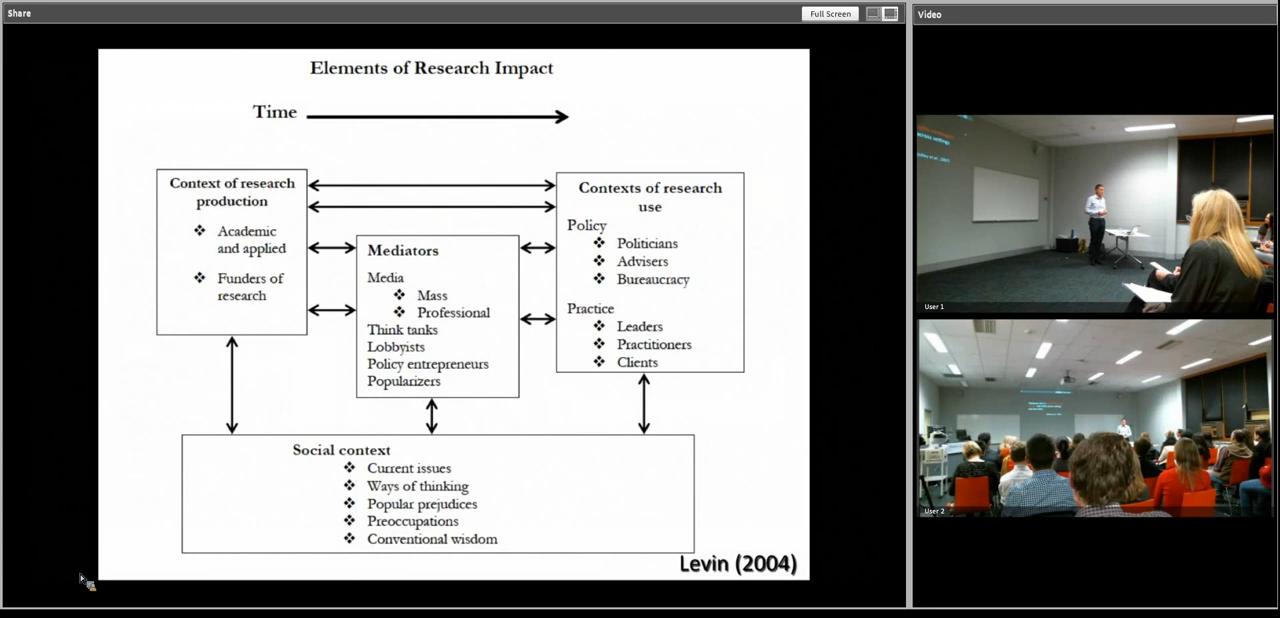 Share
Full Screen
Video
Elements of Research Impact
Time
Context of research
production
❖ Academic
and applied
❖ Funders of
research
Mediators
Media
❖ Mass
❖ Professional
Think tanks
Lobbyists
Policy entrepreneurs
Popularizers
Contexts of research
use
Policy
❖ Politicians
❖ Advisers
❖ Bureaucracy
Practice
❖ Leaders
❖ Practitioners
❖ Clients
Social context
❖ Current issues
❖ Ways of thinking
❖ Popular prejudices
❖ Preoccupations
❖ Conventional wisdom
Levin (2004)
User 1
User 2